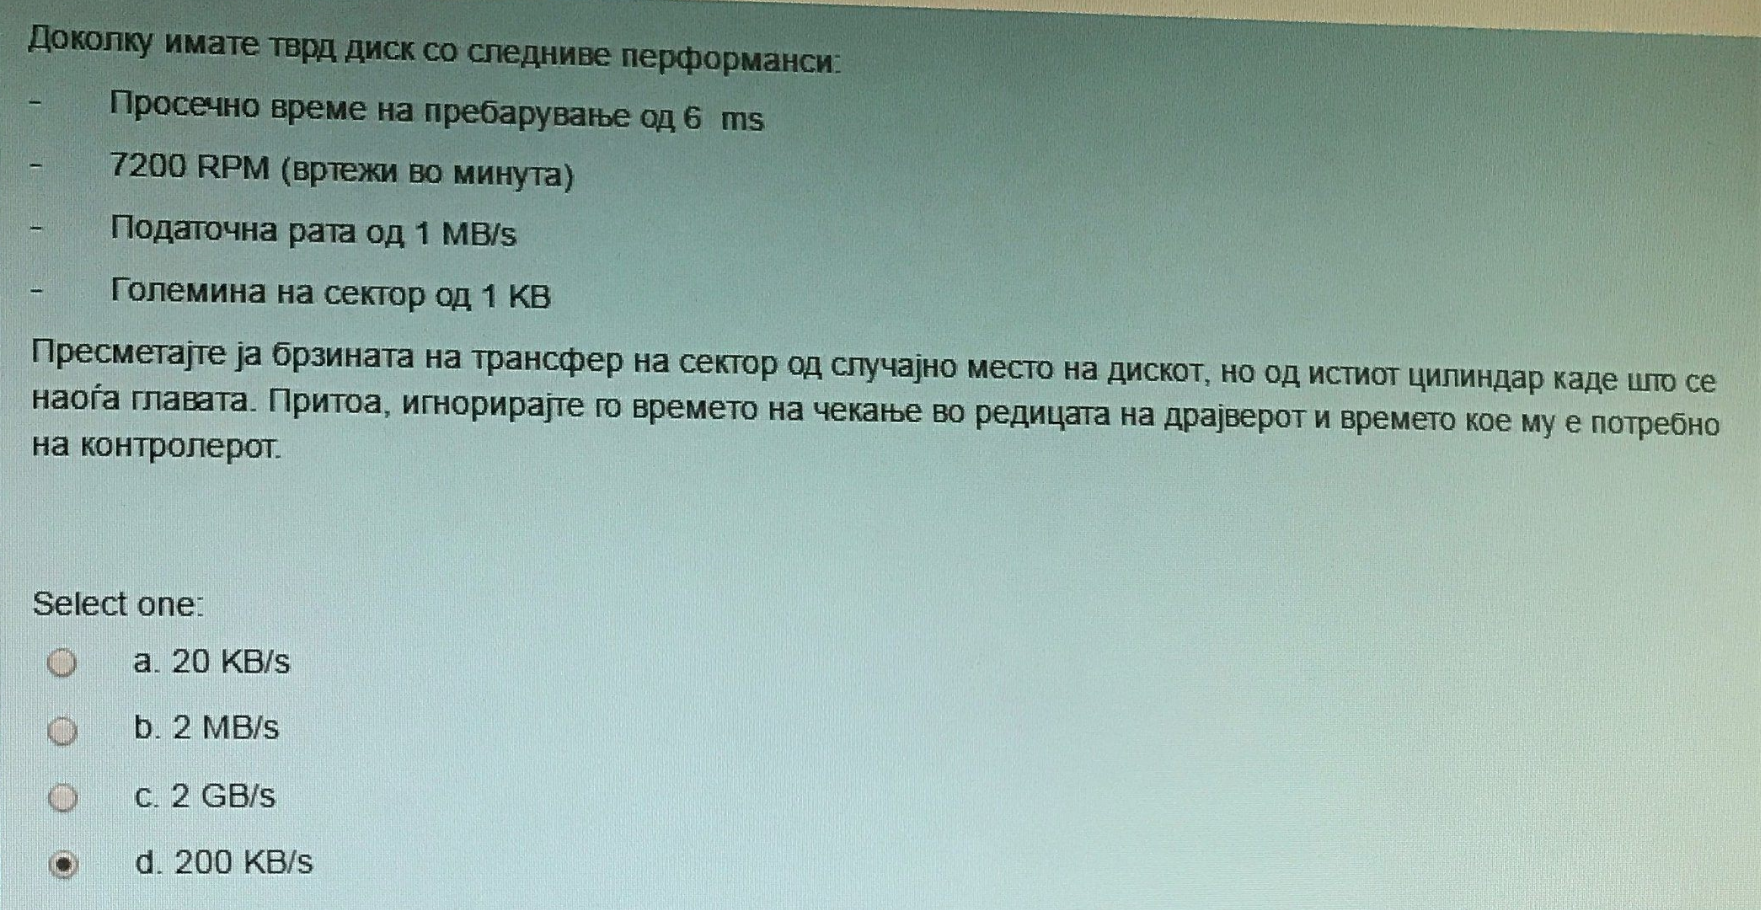 Доколку имате тврд диск со следниве перформанси:
- Просечно време на пребарување од 6 ms
- 7200 RPM (вртежи во минута)
- Податочна рата од 1 MB/s
- Големина на сектор од 1 KB
Пресметајте ја брзината на трансфер на сектор од случајно место на дискот, но од истиот цилиндар каде што се
наоѓа главата. Притоа, игнорирајте го времето на чекање во редицата на драјверот и времето кое му е потребно
на контролерот.
Select one:
a. 20 KB/s
b. 2 MB/s
c. 2 GB/s
d. 200 KB/s